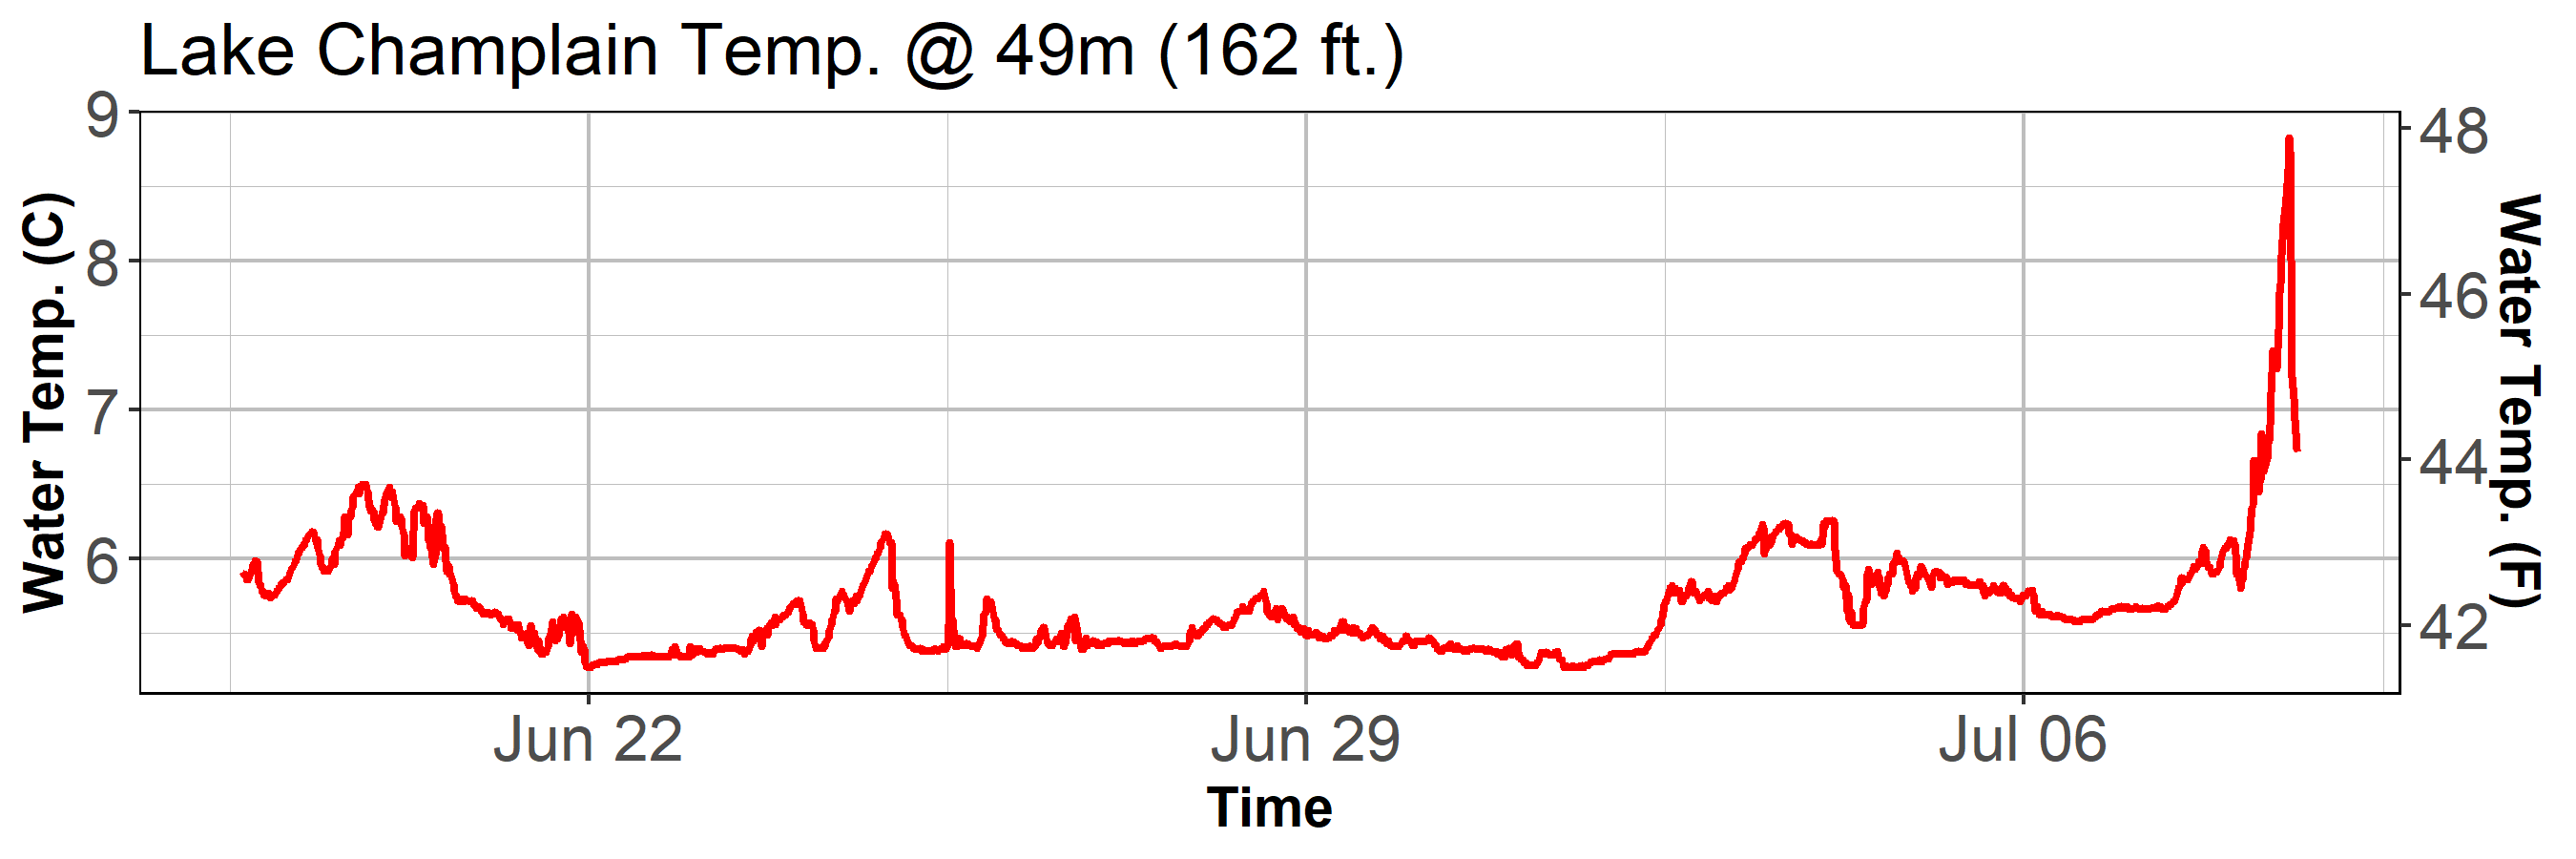 Lake Champlain Temp. @ 49m (162 ft.)
Water Temp. (C)
9
8
7
6
48
46
44
42
Water Temp. (F)
Jun 22
Jun 29
Jul 06
Time